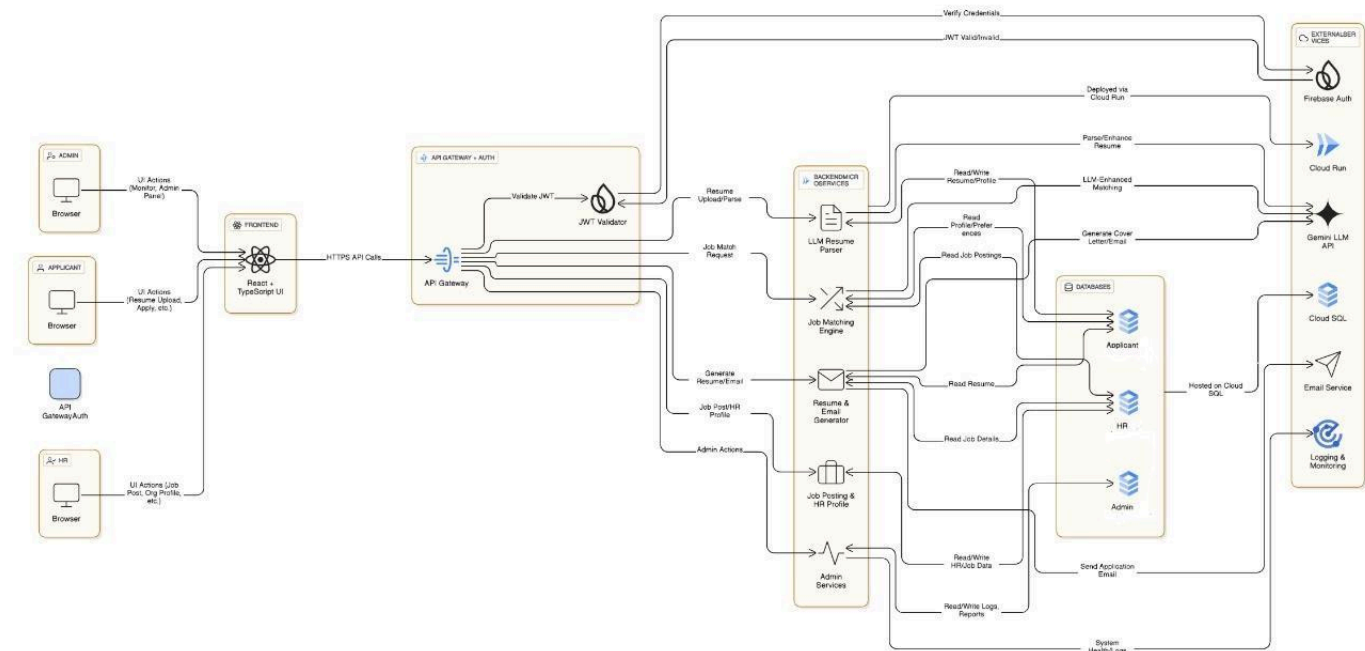 Verify Credentials
JWT Valid/Invalid
EXTERNALSER
VICES
Firebase Auth
Deployed via
Cloud Run
Cloud Run
Parse/Enhance
Resume
LLM-Enhanced
Matching
Gemini LLM
API
Generate Cover
Letter/Email
Cloud SQL
Hosted on Cloud
SQL
Email Service
Logging &
Monitoring
ADMIN
Browser
UI Actions
(Monitor, Admin
Panel)
APPLICANT
Browser
UI Actions
(Resume Upload,
Apply, etc.)
API
GatewayAuth
HR
Browser
UI Actions (Job
Post, Org Profile,
etc.)
FRONTEND
React +
TypeScript UI
HTTPS API Calls
API GATEWAY + AUTH
Validate JWT
JWT Validator
API Gateway
Resume
Upload/Parse
Job Match
Request
Generate
Resume/Email
Job Post/HR
Profile
Admin Actions
BACKENDMICR
OSERVICES
LLM Resume
Parser
Job Matching
Engine
Resume &
Email
Generator
Job Posting &
HR Profile
Admin
Services
Read/Write
Resume/Profile
Read
Profile/Prefer
ences
Read Job Postings
Read Resume
Read Job Details
Read/Write
HR/Job Data
Read/Write Logs,
Reports
DATABASES
Applicant
HR
Admin
Send Application
Email
System